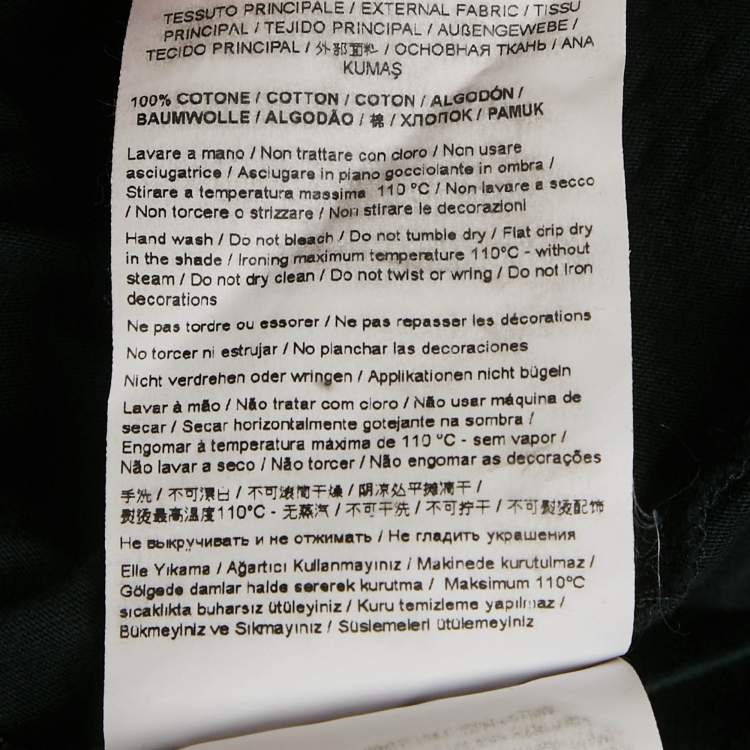 TESSUTO PRINCIPALE / EXTERNAL FABRIC / TISSU
PRINCIPAL / TEJIDO PRINCIPAL / AUßENGEWEBE /
TECIDO PRINCIPAL / 外部面料 / ОСНОВНАЯ ТКАНЬ / ANA
KUMAŞ
100% COTONE / COTTON / COTON / ALGODÓN /
BAUMWOLLE / ALGODÃO / 棉 / ХЛОПОК / PAMUK
Lavare a mano / Non trattare con cloro / Non usare
asciugatrice / Asciugare in piano gocciolante in ombra /
Stirare a temperatura massima 110 °C / Non lavare a secco
/ Non torcere o strizzare / Non stirare le decorazioni
Hand wash / Do not bleach / Do not tumble dry / Flat drip dry
in the shade / Ironing maximum temperature 110°C - without
steam / Do not dry clean / Do not twist or wring / Do not Iron
decorations
Ne pas tordre ou essorer / Ne pas repasser les décorations
No torcer ni estrujar / No planchar las decoraciones
Nicht verdrehen oder wringen / Applikationen nicht bügeln
Lavar à mão / Não tratar com cloro / Não usar máquina de
secar / Secar horizontalmente gotejante na sombra /
Engomar à temperatura máxima de 110 °C - sem vapor /
Não lavar a seco / Não torcer / Não engomar as decorações
手洗 / 不可漂白 / 不可滚筒干燥 / 阴凉处平摊滴干 /
熨烫最高温度110°C - 无蒸汽 / 不可干洗 / 不可拧干 / 不可熨烫配饰
Не выкручивать и не отжимать / Не гладить украшения
Elle Yıkama / Ağartıcı Kullanmayınız / Makinede kurutulmaz /
Gölgede damlar halde sererek kurutma / Maksimum 110°C
sıcaklıkta buharsız ütüleyiniz / Kuru temizleme yapılmaz /
Bükmeyiniz ve Sıkmayınız / Süslemeleri ütülemeyiniz